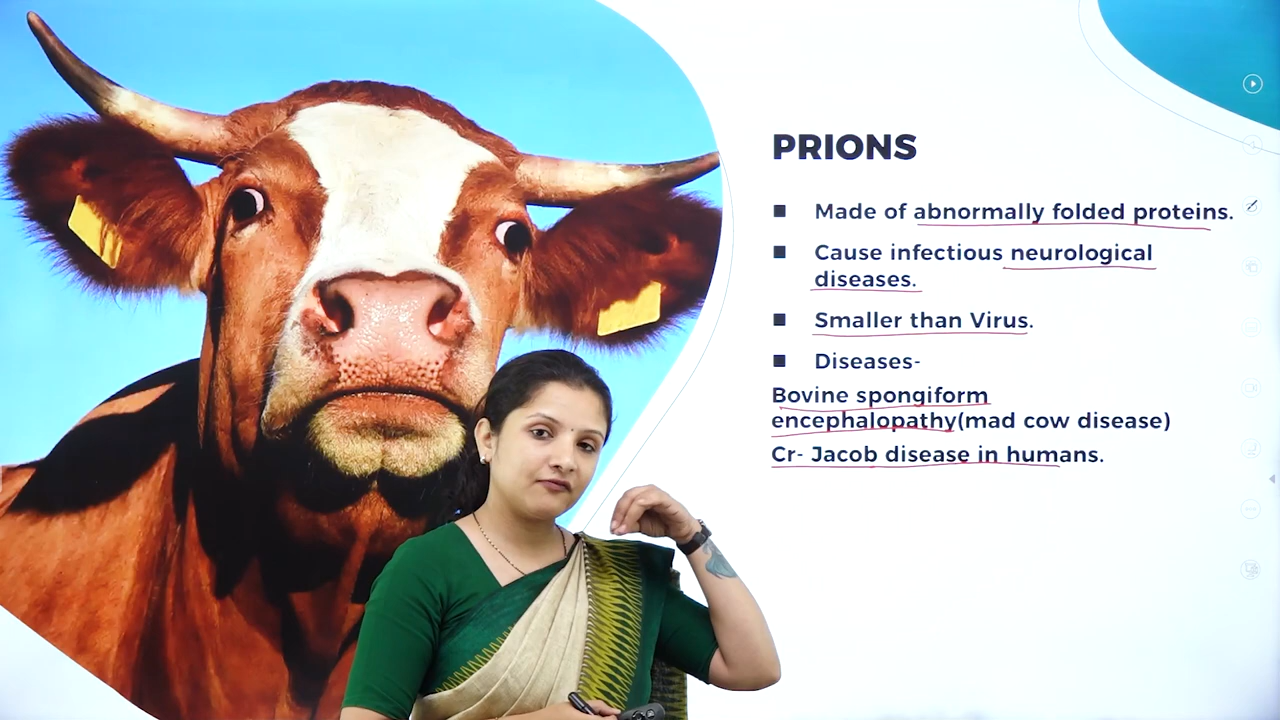 PRIONS
■ Made of abnormally folded proteins.
■ Cause infectious neurological
diseases.
■ Smaller than Virus.
■ Diseases-
Bovine spongiform
encephalopathy(mad cow disease)
Cr- Jacob disease in humans.